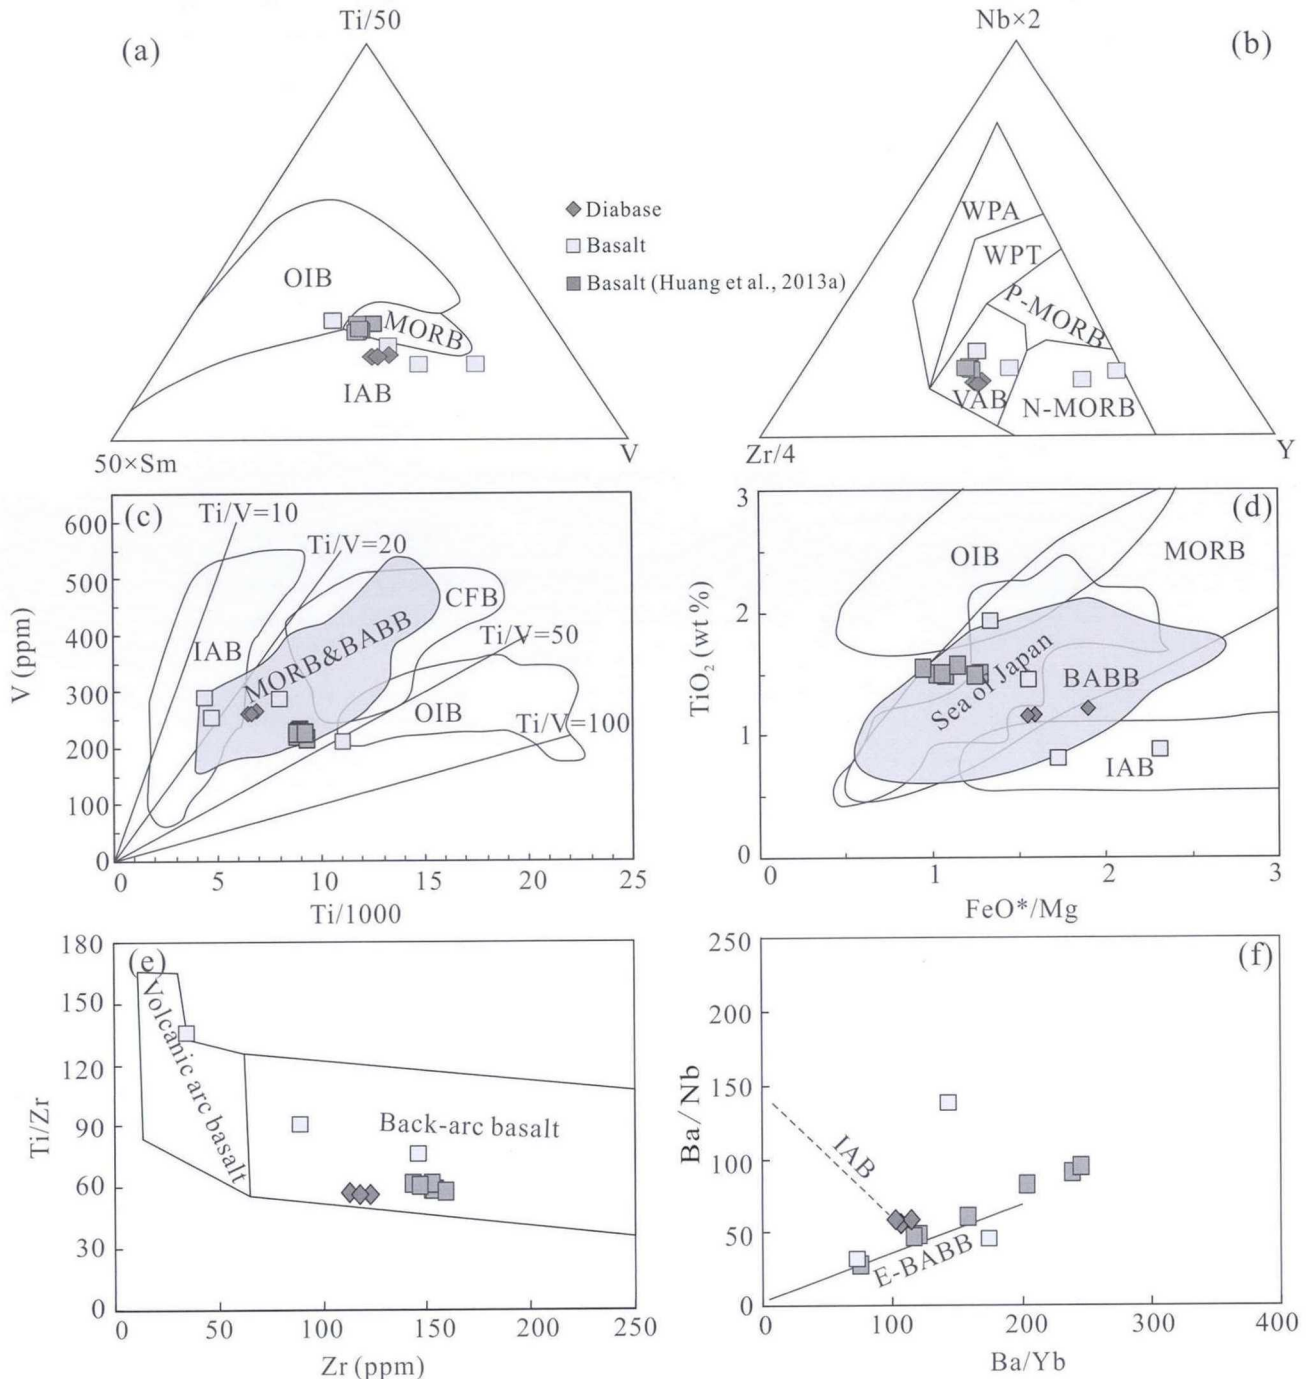 (a)
Ti/50
OIB
MORB
IAB
50×Sm
V
Diabase
Basalt
Basalt (Huang et al., 2013a)
(b)
Nb×2
WPA
WPT
P-MORB
VAB
N-MORB
Zr/4
Y
(c)
Ti/V=10
Ti/V=20
Ti/V=50
Ti/V=100
IAB
MORB&BABB
CFB
OIB
V (ppm)
600
500
400
300
200
100
0
0 5 10 15 20 25
Ti/1000
(d)
OIB
MORB
Sea of Japan
BABB
IAB
TiO₂ (wt %)
3
2
1
0
0 1 2 3
FeO*/Mg
(e)
Volcanic arc basalt
Back-arc basalt
Ti/Zr
180
150
120
90
60
30
0
0 50 100 150 200 250
Zr (ppm)
(f)
IAB
E-BABB
Ba/Nb
250
200
150
100
50
0
0 100 200 300 400
Ba/Yb